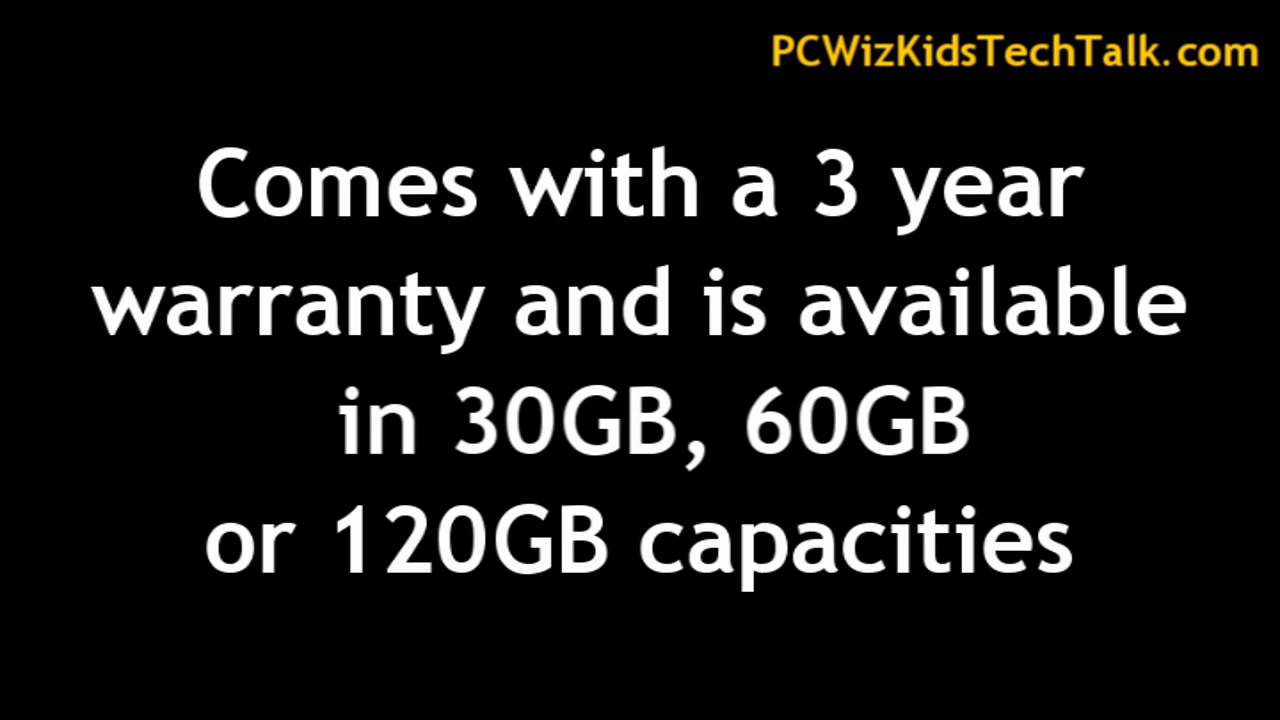 PCWizKidsTechTalk.com
Comes with a 3 year
warranty and is available
in 30GB, 60GB
or 120GB capacities